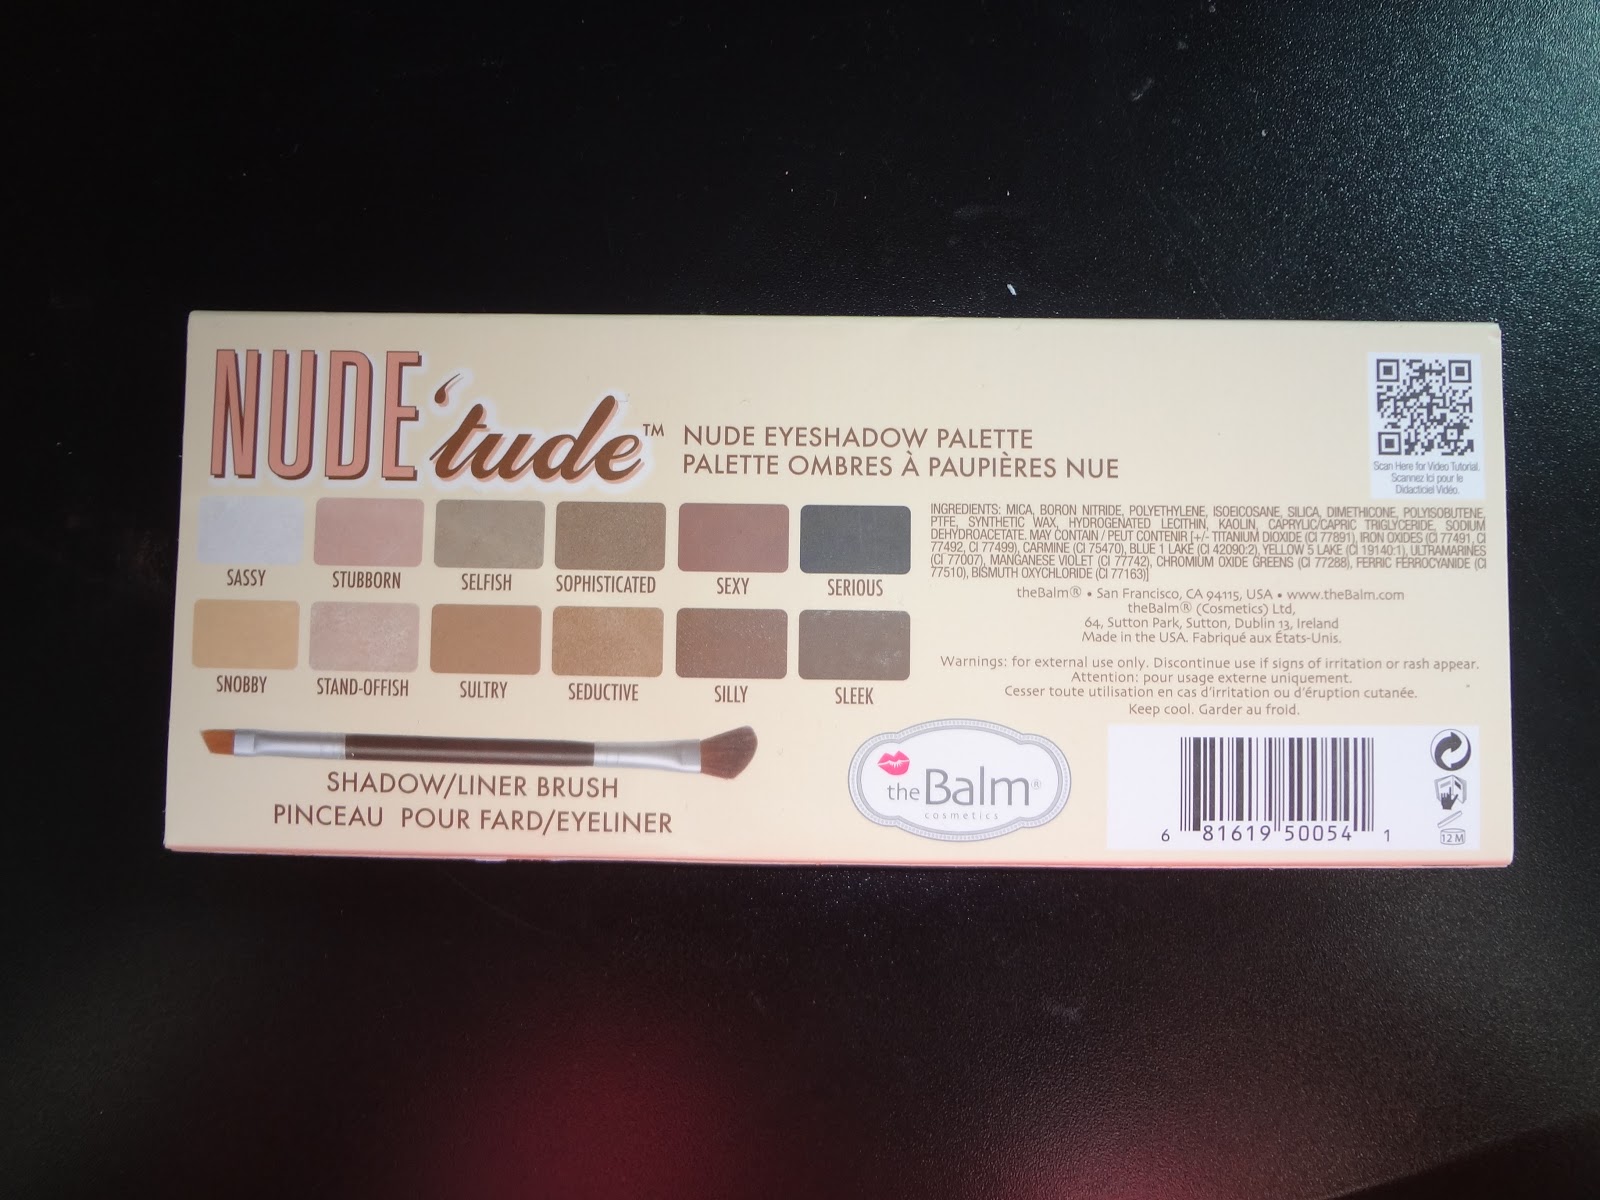 NUDE 'tude™
NUDE EYESHADOW PALETTE
PALETTE OMBRES À PAUPIÈRES NUE
Scan Here for Video Tutorial.
Scannez Ici pour le
Didacticiel Vidéo.
SASSY STUBBORN SELFISH SOPHISTICATED SEXY SERIOUS
SNOBBY STAND-OFFISH SULTRY SEDUCTIVE SILLY SLEEK
SHADOW/LINER BRUSH
PINCEAU POUR FARD/EYELINER
INGREDIENTS: MICA, BORON NITRIDE, POLYETHYLENE, ISOEICOSANE, SILICA, DIMETHICONE, POLYISOBUTENE,
PTFE, SYNTHETIC WAX, HYDROGENATED LECITHIN, KAOLIN, CAPRYLIC/CAPRIC TRIGLYCERIDE, SODIUM
DEHYDROACETATE. MAY CONTAIN / PEUT CONTENIR [+/- TITANIUM DIOXIDE (CI 77891), IRON OXIDES (CI 77491, CI
77492, CI 77499), CARMINE (CI 75470), BLUE 1 LAKE (CI 42090:2), YELLOW 5 LAKE (CI 19140:1), ULTRAMARINES
(CI 77007), MANGANESE VIOLET (CI 77742), CHROMIUM OXIDE GREENS (CI 77288), FERRIC FERROCYANIDE (CI
77510), BISMUTH OXYCHLORIDE (CI 77163)]
theBalm® • San Francisco, CA 94115, USA • www.theBalm.com
theBalm® (Cosmetics) Ltd,
64, Sutton Park, Sutton, Dublin 13, Ireland
Made in the USA. Fabriqué aux États-Unis.
Warnings: for external use only. Discontinue use if signs of irritation or rash appear.
Attention: pour usage externe uniquement.
Cesser toute utilisation en cas d'irritation ou d'éruption cutanée.
Keep cool. Garder au froid.
theBalm®
cosmetics
6 81619 50054 1
12 M